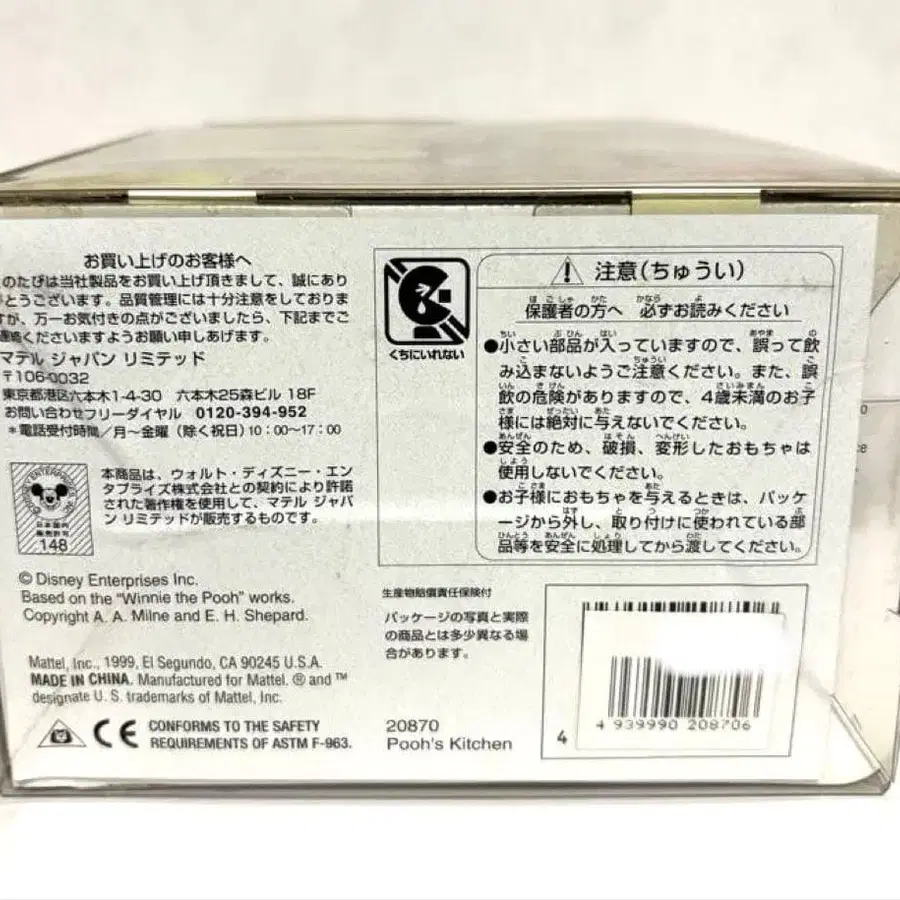 お買い上げのお客様へ
のたびは当社製品をお買い上げ頂きまして、誠にあり
とうございます。品質管理には十分注意をしておりま
すが、万一お気付きの点がございましたら、下記までご
連絡くださいますようお願い申しあげます。
マテル ジャパン リミテッド
〒106-0032
東京都港区六本木1-4-30 六本木25森ビル 18F
お問い合わせフリーダイヤル 0120-394-952
＊電話受付時間／月～金曜（除く祝日）10：00～17：00
ENTERPRISES
日本国内
販売許可
148
本商品は、ウォルト・ディズニー・エン
タプライズ株式会社との契約により許諾
された著作権を使用して、マテル ジャパ
ン リミテッドが販売するものです。
© Disney Enterprises Inc.
Based on the "Winnie the Pooh" works.
Copyright A. A. Milne and E. H. Shepard.
Mattel, Inc., 1999, El Segundo, CA 90245 U.S.A.
MADE IN CHINA. Manufactured for Mattel. ® and ™
designate U. S. trademarks of Mattel, Inc.
CE CONFORMS TO THE SAFETY
REQUIREMENTS OF ASTM F-963.
くちにいれない
⚠ 注意（ちゅうい）
保護者の方へ 必ずお読みください
●小さい部品が入っていますので、誤って飲
み込まないようご注意ください。また、誤
飲の危険がありますので、4歳未満のお子
様には絶対に与えないでください。
●安全のため、破損、変形したおもちゃは
使用しないでください。
●お子様におもちゃを与えるときは、パッケ
ージから外し、取り付けに使われている部
品等を安全に処理してから渡してください。
生産物賠償責任保険付
パッケージの写真と実際
の商品とは多少異なる場
合があります。
20870
Pooh's Kitchen
4 939990 208706